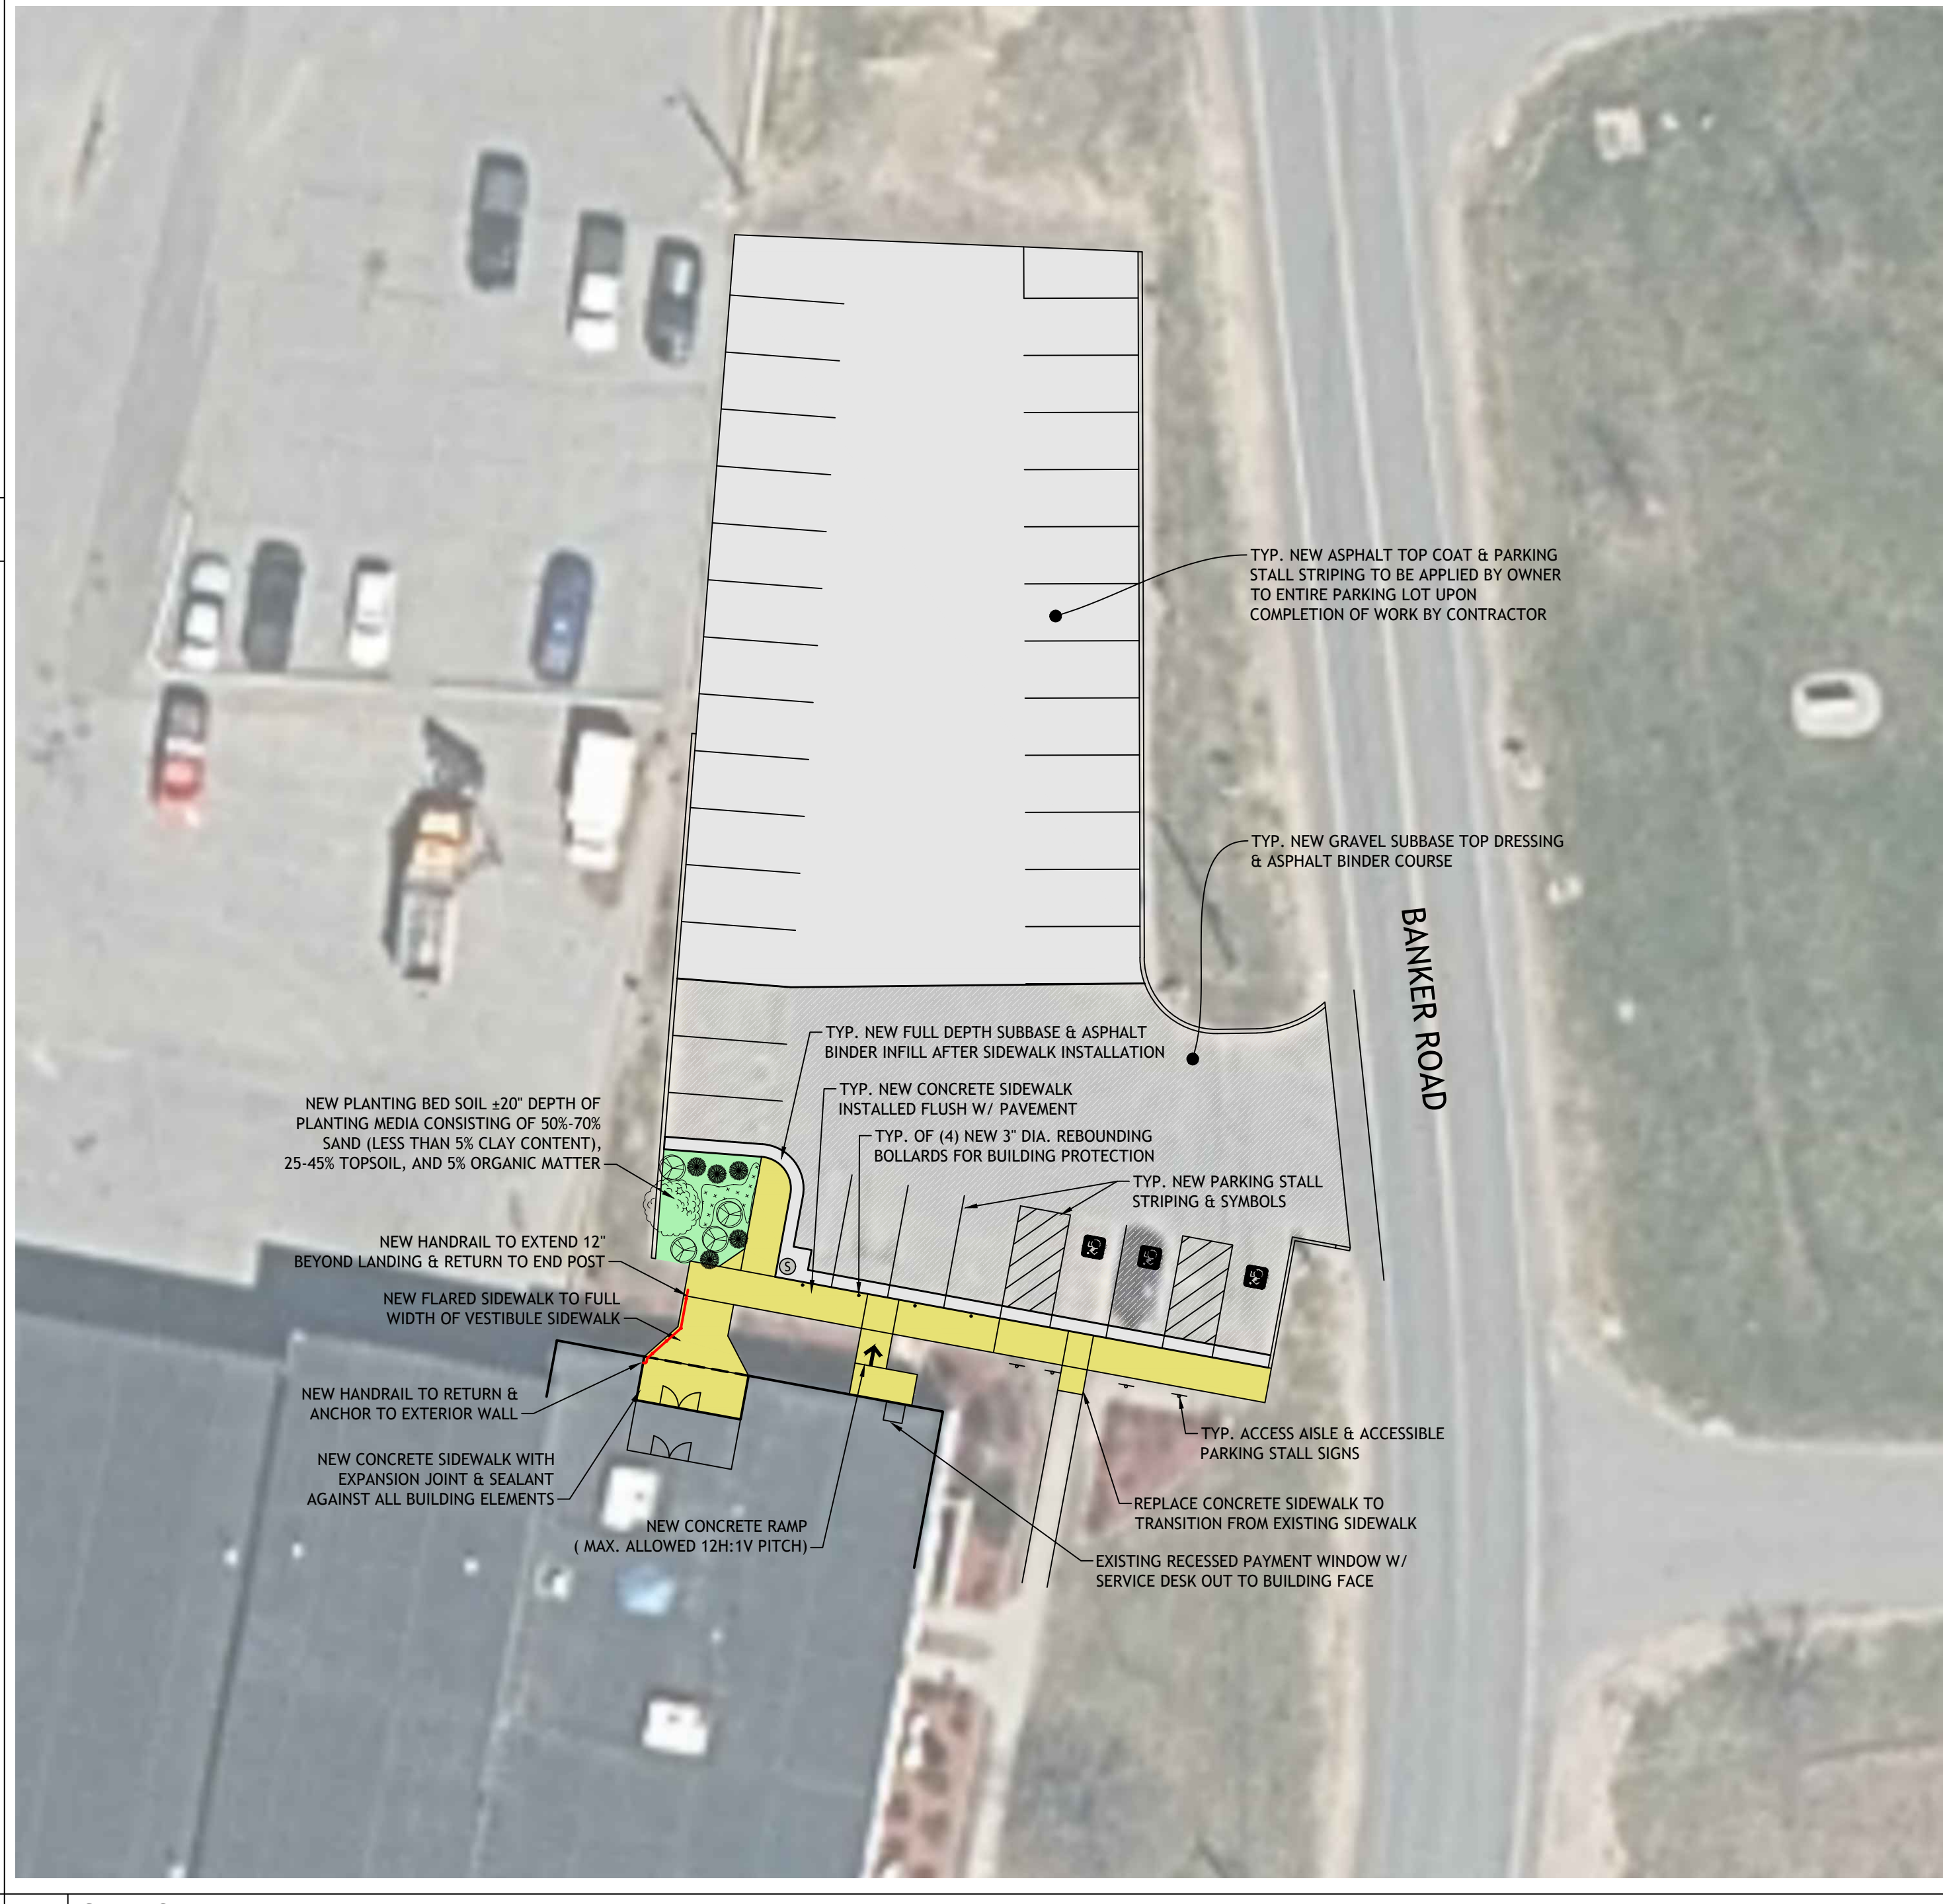 TYP. NEW ASPHALT TOP COAT & PARKING
STALL STRIPING TO BE APPLIED BY OWNER
TO ENTIRE PARKING LOT UPON
COMPLETION OF WORK BY CONTRACTOR
TYP. NEW GRAVEL SUBBASE TOP DRESSING
& ASPHALT BINDER COURSE
BANKER ROAD
TYP. NEW FULL DEPTH SUBBASE & ASPHALT
BINDER INFILL AFTER SIDEWALK INSTALLATION
TYP. NEW CONCRETE SIDEWALK
INSTALLED FLUSH W/ PAVEMENT
TYP. OF (4) NEW 3" DIA. REBOUNDING
BOLLARDS FOR BUILDING PROTECTION
TYP. NEW PARKING STALL
STRIPING & SYMBOLS
NEW PLANTING BED SOIL ±20" DEPTH OF
PLANTING MEDIA CONSISTING OF 50%-70%
SAND (LESS THAN 5% CLAY CONTENT),
25-45% TOPSOIL, AND 5% ORGANIC MATTER
NEW HANDRAIL TO EXTEND 12"
BEYOND LANDING & RETURN TO END POST
S
NEW FLARED SIDEWALK TO FULL
WIDTH OF VESTIBULE SIDEWALK
NEW HANDRAIL TO RETURN &
ANCHOR TO EXTERIOR WALL
NEW CONCRETE SIDEWALK WITH
EXPANSION JOINT & SEALANT
AGAINST ALL BUILDING ELEMENTS
NEW CONCRETE RAMP
( MAX. ALLOWED 12H:1V PITCH)
TYP. ACCESS AISLE & ACCESSIBLE
PARKING STALL SIGNS
REPLACE CONCRETE SIDEWALK TO
TRANSITION FROM EXISTING SIDEWALK
EXISTING RECESSED PAYMENT WINDOW W/
SERVICE DESK OUT TO BUILDING FACE